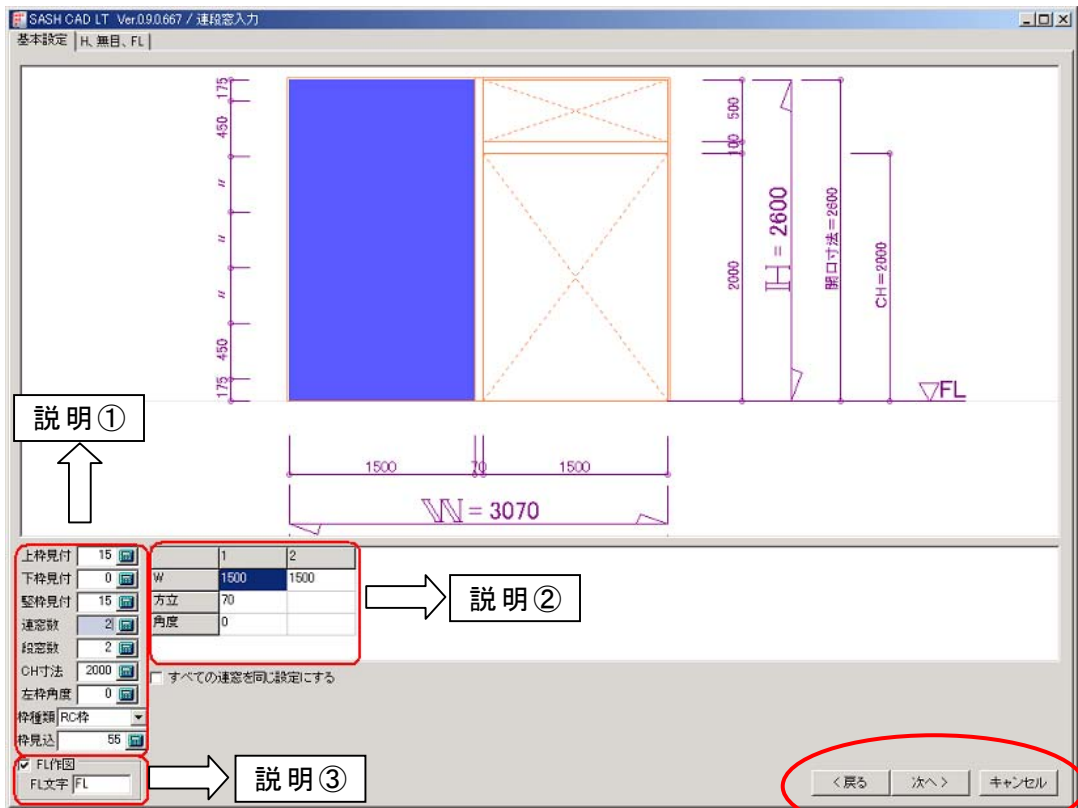 SASH CAD LT Ver.0.9.0.667 / 連段窓入力
基本設定 H、無目、FL
175
450
〃
〃
〃
450
175
500
100
2000
H = 2600
開口寸法=2600
CH=2000
▽FL
1500 70 1500
W = 3070
説明①
上枠見付 15
下枠見付 0
竪枠見付 15
連窓数 2
段窓数 2
CH寸法 2000
左枠角度 0
枠種類 RC枠
枠見込 55
1 2
W 1500 1500
方立 70
角度 0
説明②
すべての連窓を同じ設定にする
FL作図
FL文字 FL
説明③
<戻る 次へ> キャンセル